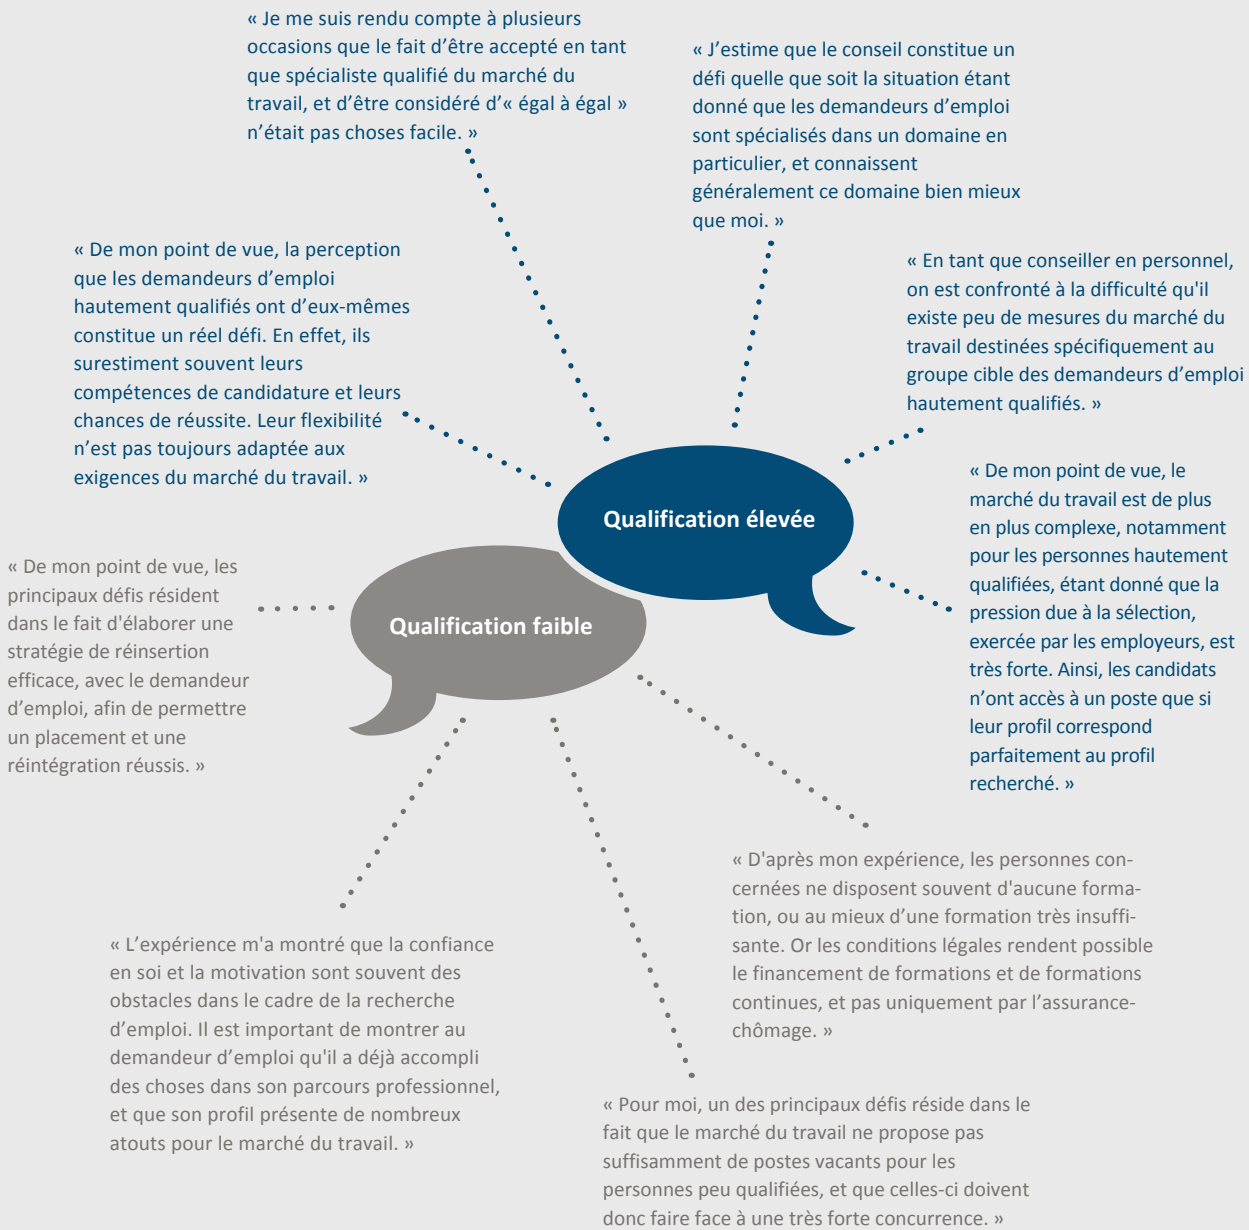 « Je me suis rendu compte à plusieurs
occasions que le fait d’être accepté en tant
que spécialiste qualifié du marché du
travail, et d’être considéré d’« égal à égal »
n’était pas choses facile. »
« J’estime que le conseil constitue un
défi quelle que soit la situation étant
donné que les demandeurs d’emploi
sont spécialisés dans un domaine en
particulier, et connaissent
généralement ce domaine bien mieux
que moi. »
« De mon point de vue, la perception
que les demandeurs d’emploi
hautement qualifiés ont d’eux-mêmes
constitue un réel défi. En effet, ils
surestiment souvent leurs
compétences de candidature et leurs
chances de réussite. Leur flexibilité
n’est pas toujours adaptée aux
exigences du marché du travail. »
« En tant que conseiller en personnel,
on est confronté à la difficulté qu'il
existe peu de mesures du marché du
travail destinées spécifiquement au
groupe cible des demandeurs d’emploi
hautement qualifiés. »
« De mon point de vue, le
marché du travail est de plus
en plus complexe, notamment
pour les personnes hautement
qualifiées, étant donné que la
pression due à la sélection,
exercée par les employeurs, est
très forte. Ainsi, les candidats
n’ont accès à un poste que si
leur profil correspond
parfaitement au profil
recherché. »
Qualification élevée
Qualification faible
« De mon point de vue, les
principaux défis résident
dans le fait d'élaborer une
stratégie de réinsertion
efficace, avec le demandeur
d’emploi, afin de permettre
un placement et une
réintégration réussis. »
« D'après mon expérience, les personnes con-
cernées ne disposent souvent d'aucune forma-
tion, ou au mieux d’une formation très insuffi-
sante. Or les conditions légales rendent possible
le financement de formations et de formations
continues, et pas uniquement par l’assurance-
chômage. »
« L’expérience m'a montré que la confiance
en soi et la motivation sont souvent des
obstacles dans le cadre de la recherche
d’emploi. Il est important de montrer au
demandeur d’emploi qu'il a déjà accompli
des choses dans son parcours professionnel,
et que son profil présente de nombreux
atouts pour le marché du travail. »
« Pour moi, un des principaux défis réside dans le
fait que le marché du travail ne propose pas
suffisamment de postes vacants pour les
personnes peu qualifiées, et que celles-ci doivent
donc faire face à une très forte concurrence. »